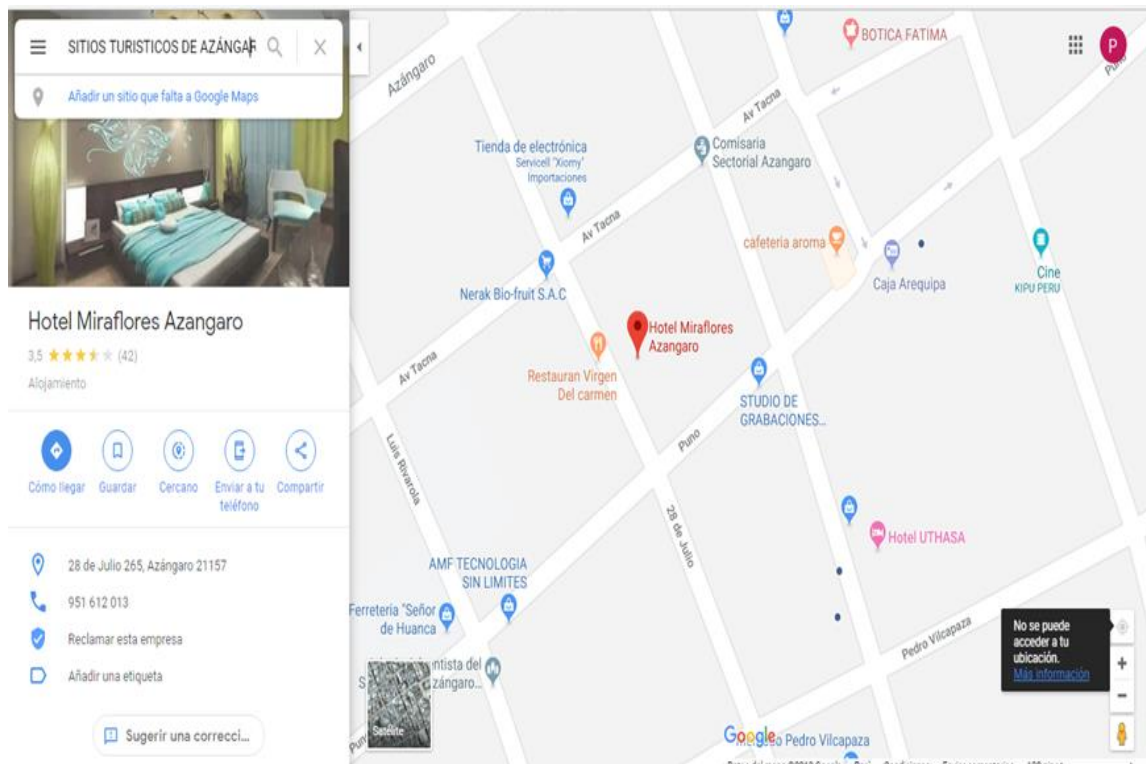 SITIOS TURISTICOS DE AZÁNGAR
Añadir un sitio que falta a Google Maps
Hotel Miraflores Azangaro
3,5 (42)
Alojamiento
Cómo llegar
Guardar
Cercano
Enviar a tu
teléfono
Compartir
28 de Julio 265, Azángaro 21157
951 612 013
Reclamar esta empresa
Añadir una etiqueta
Sugerir una correcci...
Azángaro
BOTICA FATIMA
P
Puno
Av Tacna
Tienda de electrónica
Servicell "Xiomy"
Importaciones
Comisaria
Sectorial Azangaro
Av Tacna
cafeteria aroma
Caja Arequipa
Cine
KIPU PERU
Nerak Bio-fruit S.A.C
Hotel Miraflores
Azangaro
Av Tacna
Restauran Virgen
Del carmen
STUDIO DE
GRABACIONES...
Puno
Luis Rivarola
28 de Julio
Hotel UTHASA
AMF TECNOLOGIA
SIN LIMITES
Ferreteria "Señor
de Huanca
Pedro Vilcapaza
No se puede
acceder a tu
ubicación.
Más información
entista del
zángaro...
Satélite
Google
Pedro Vilcapaza